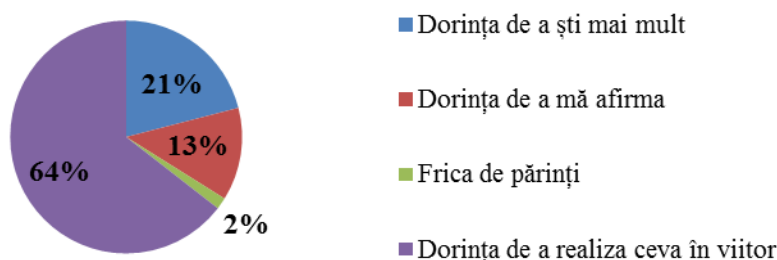 21%
13%
2%
64%
Dorința de a ști mai mult
Dorința de a mă afirma
Frica de părinți
Dorința de a realiza ceva în viitor